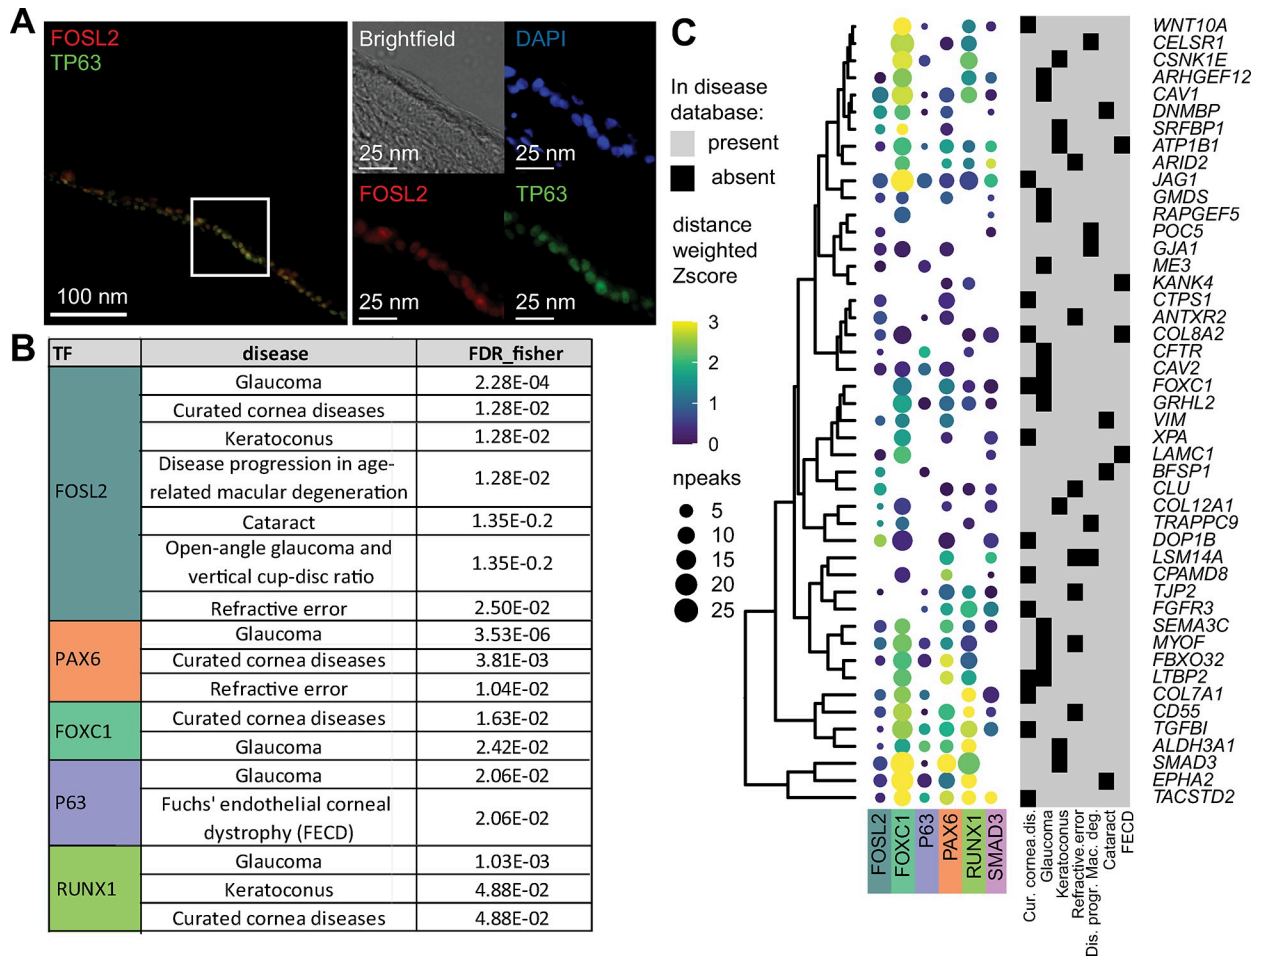 A
FOSL2
TP63
100 nm
Brightfield
25 nm
DAPI
25 nm
FOSL2
25 nm
TP63
25 nm
B
TF disease FDR_fisher
FOSL2
Glaucoma 2.28E-04
Curated cornea diseases 1.28E-02
Keratoconus 1.28E-02
Disease progression in age-
related macular degeneration 1.28E-02
Cataract 1.35E-0.2
Open-angle glaucoma and
vertical cup-disc ratio 1.35E-0.2
Refractive error 2.50E-02
PAX6
Glaucoma 3.53E-06
Curated cornea diseases 3.81E-03
Refractive error 1.04E-02
FOXC1
Curated cornea diseases 1.63E-02
Glaucoma 2.42E-02
P63
Glaucoma 2.06E-02
Fuchs' endothelial corneal
dystrophy (FECD) 2.06E-02
RUNX1
Glaucoma 1.03E-03
Keratoconus 4.88E-02
Curated cornea diseases 4.88E-02
C
In disease
database:
present
absent
distance
weighted
Zscore
3
2
1
0
npeaks
5
10
15
20
25
WNT10A
CELSR1
CSNK1E
ARHGEF12
CAV1
DNMBP
SRFBP1
ATP1B1
ARID2
JAG1
GMDS
RAPGEF5
POC5
GJA1
ME3
KANK4
CTPS1
ANTXR2
COL8A2
CFTR
CAV2
FOXC1
GRHL2
VIM
XPA
LAMC1
BFSP1
CLU
COL12A1
TRAPPC9
DOP1B
LSM14A
CPAMD8
TJP2
FGFR3
SEMA3C
MYOF
FBXO32
LTBP2
COL7A1
CD55
TGFBI
ALDH3A1
SMAD3
EPHA2
TACSTD2
FOSL2
FOXC1
P63
PAX6
RUNX1
SMAD3
Cur. cornea.dis.
Glaucoma
Keratoconus
Refractive.error
Dis. progr. Mac. deg.
Cataract
FECD